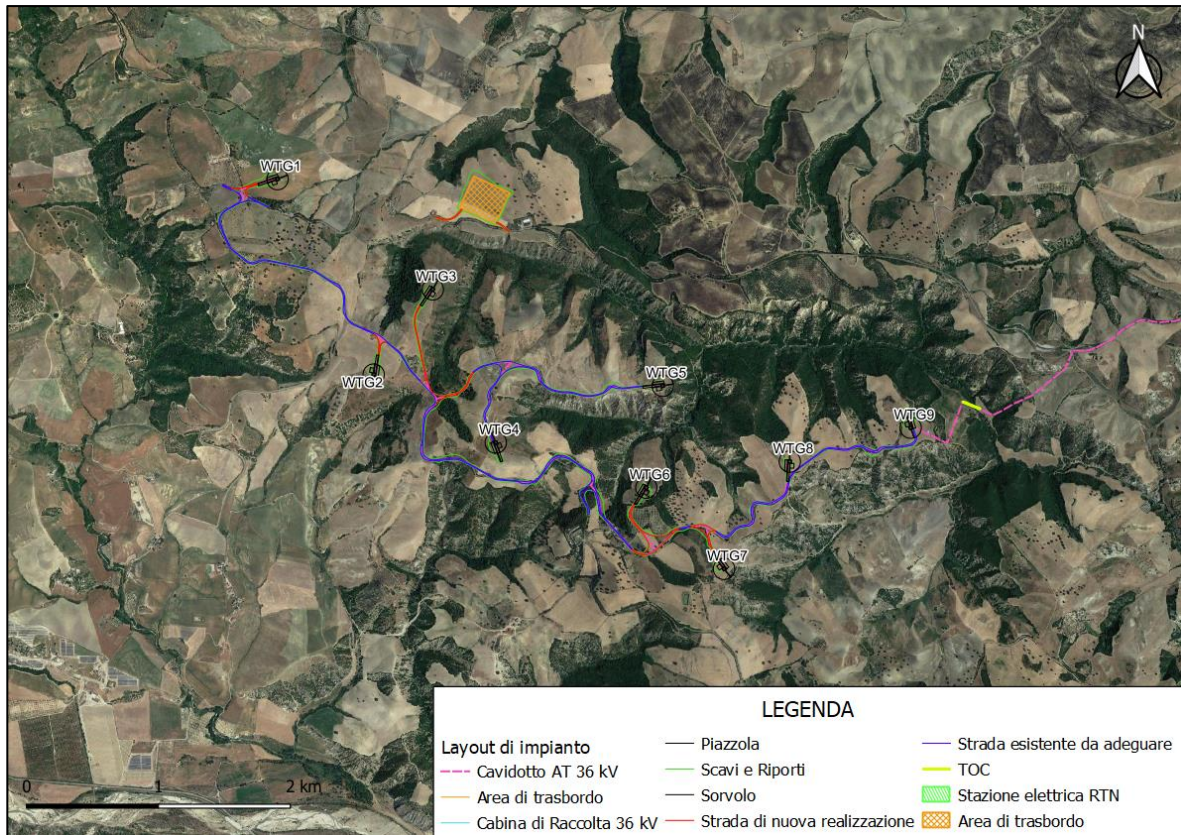 N
WTG1
WTG3
WTG2
WTG5
WTG4
WTG9
WTG8
WTG6
WTG7
0 1 2 km
LEGENDA
Layout di impianto
Cavidotto AT 36 kV
Area di trasbordo
Cabina di Raccolta 36 kV
Piazzola
Scavi e Riporti
Sorvolo
Strada di nuova realizzazione
Strada esistente da adeguare
TOC
Stazione elettrica RTN
Area di trasbordo